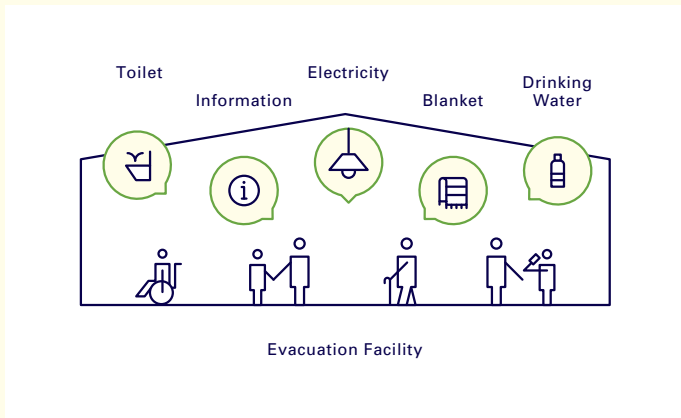 Toilet
Information
Electricity
Blanket
Drinking
Water
i
Evacuation Facility